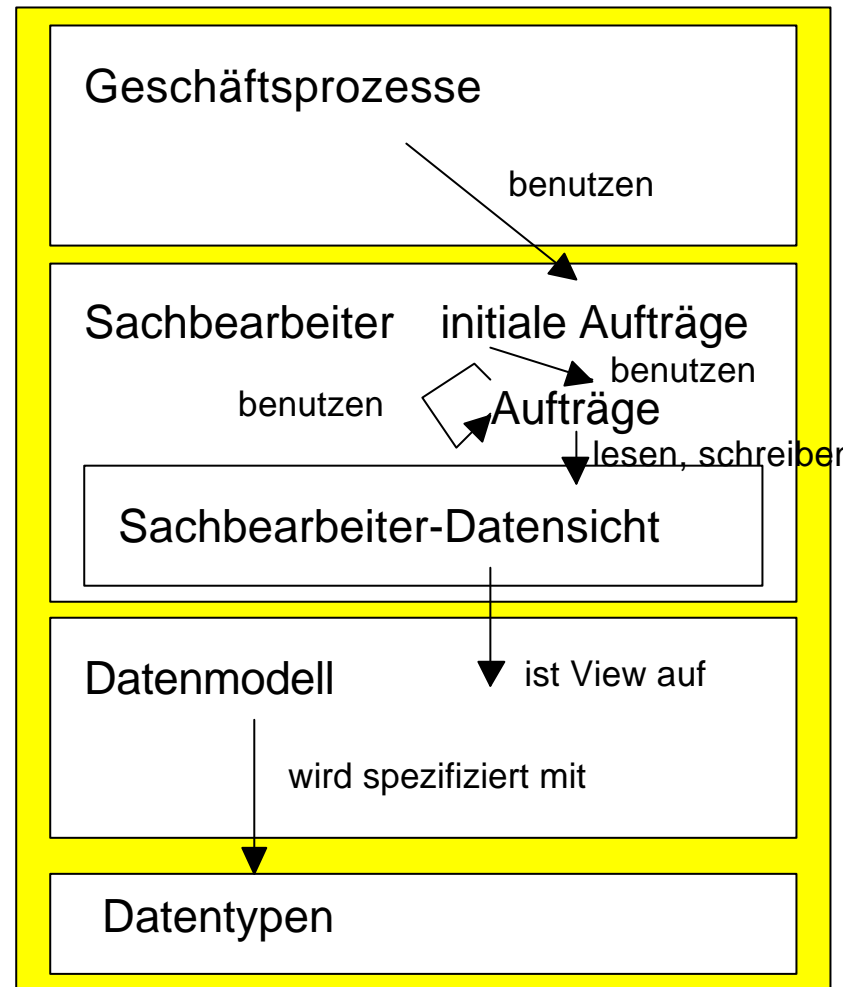 Geschäftsprozesse
benutzen
Sachbearbeiter initiale Aufträge
benutzen
benutzen Aufträge
lesen, schreiber
Sachbearbeiter-Datensicht
Datenmodell ist View auf
wird spezifiziert mit
Datentypen